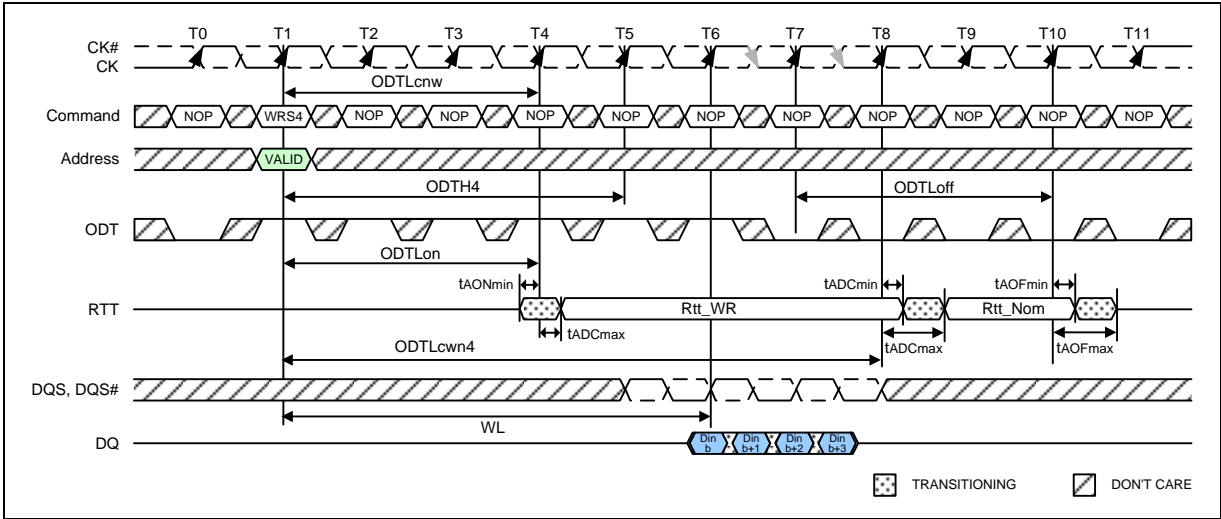 T0 T1 T2 T3 T4 T5 T6 T7 T8 T9 T10 T11
CK#
CK
ODTLcnw
Command NOP WRS4 NOP NOP NOP NOP NOP NOP NOP NOP NOP NOP
Address VALID
ODTH4 ODTLoff
ODT
ODTLon
tAONmin tADCmin tAOFmin
RTT Rtt_WR Rtt_Nom
tADCmax tADCmax tAOFmax
ODTLcwn4
DQS, DQS#
WL
DQ Din b Din b+1 Din b+2 Din b+3
TRANSITIONING DON'T CARE